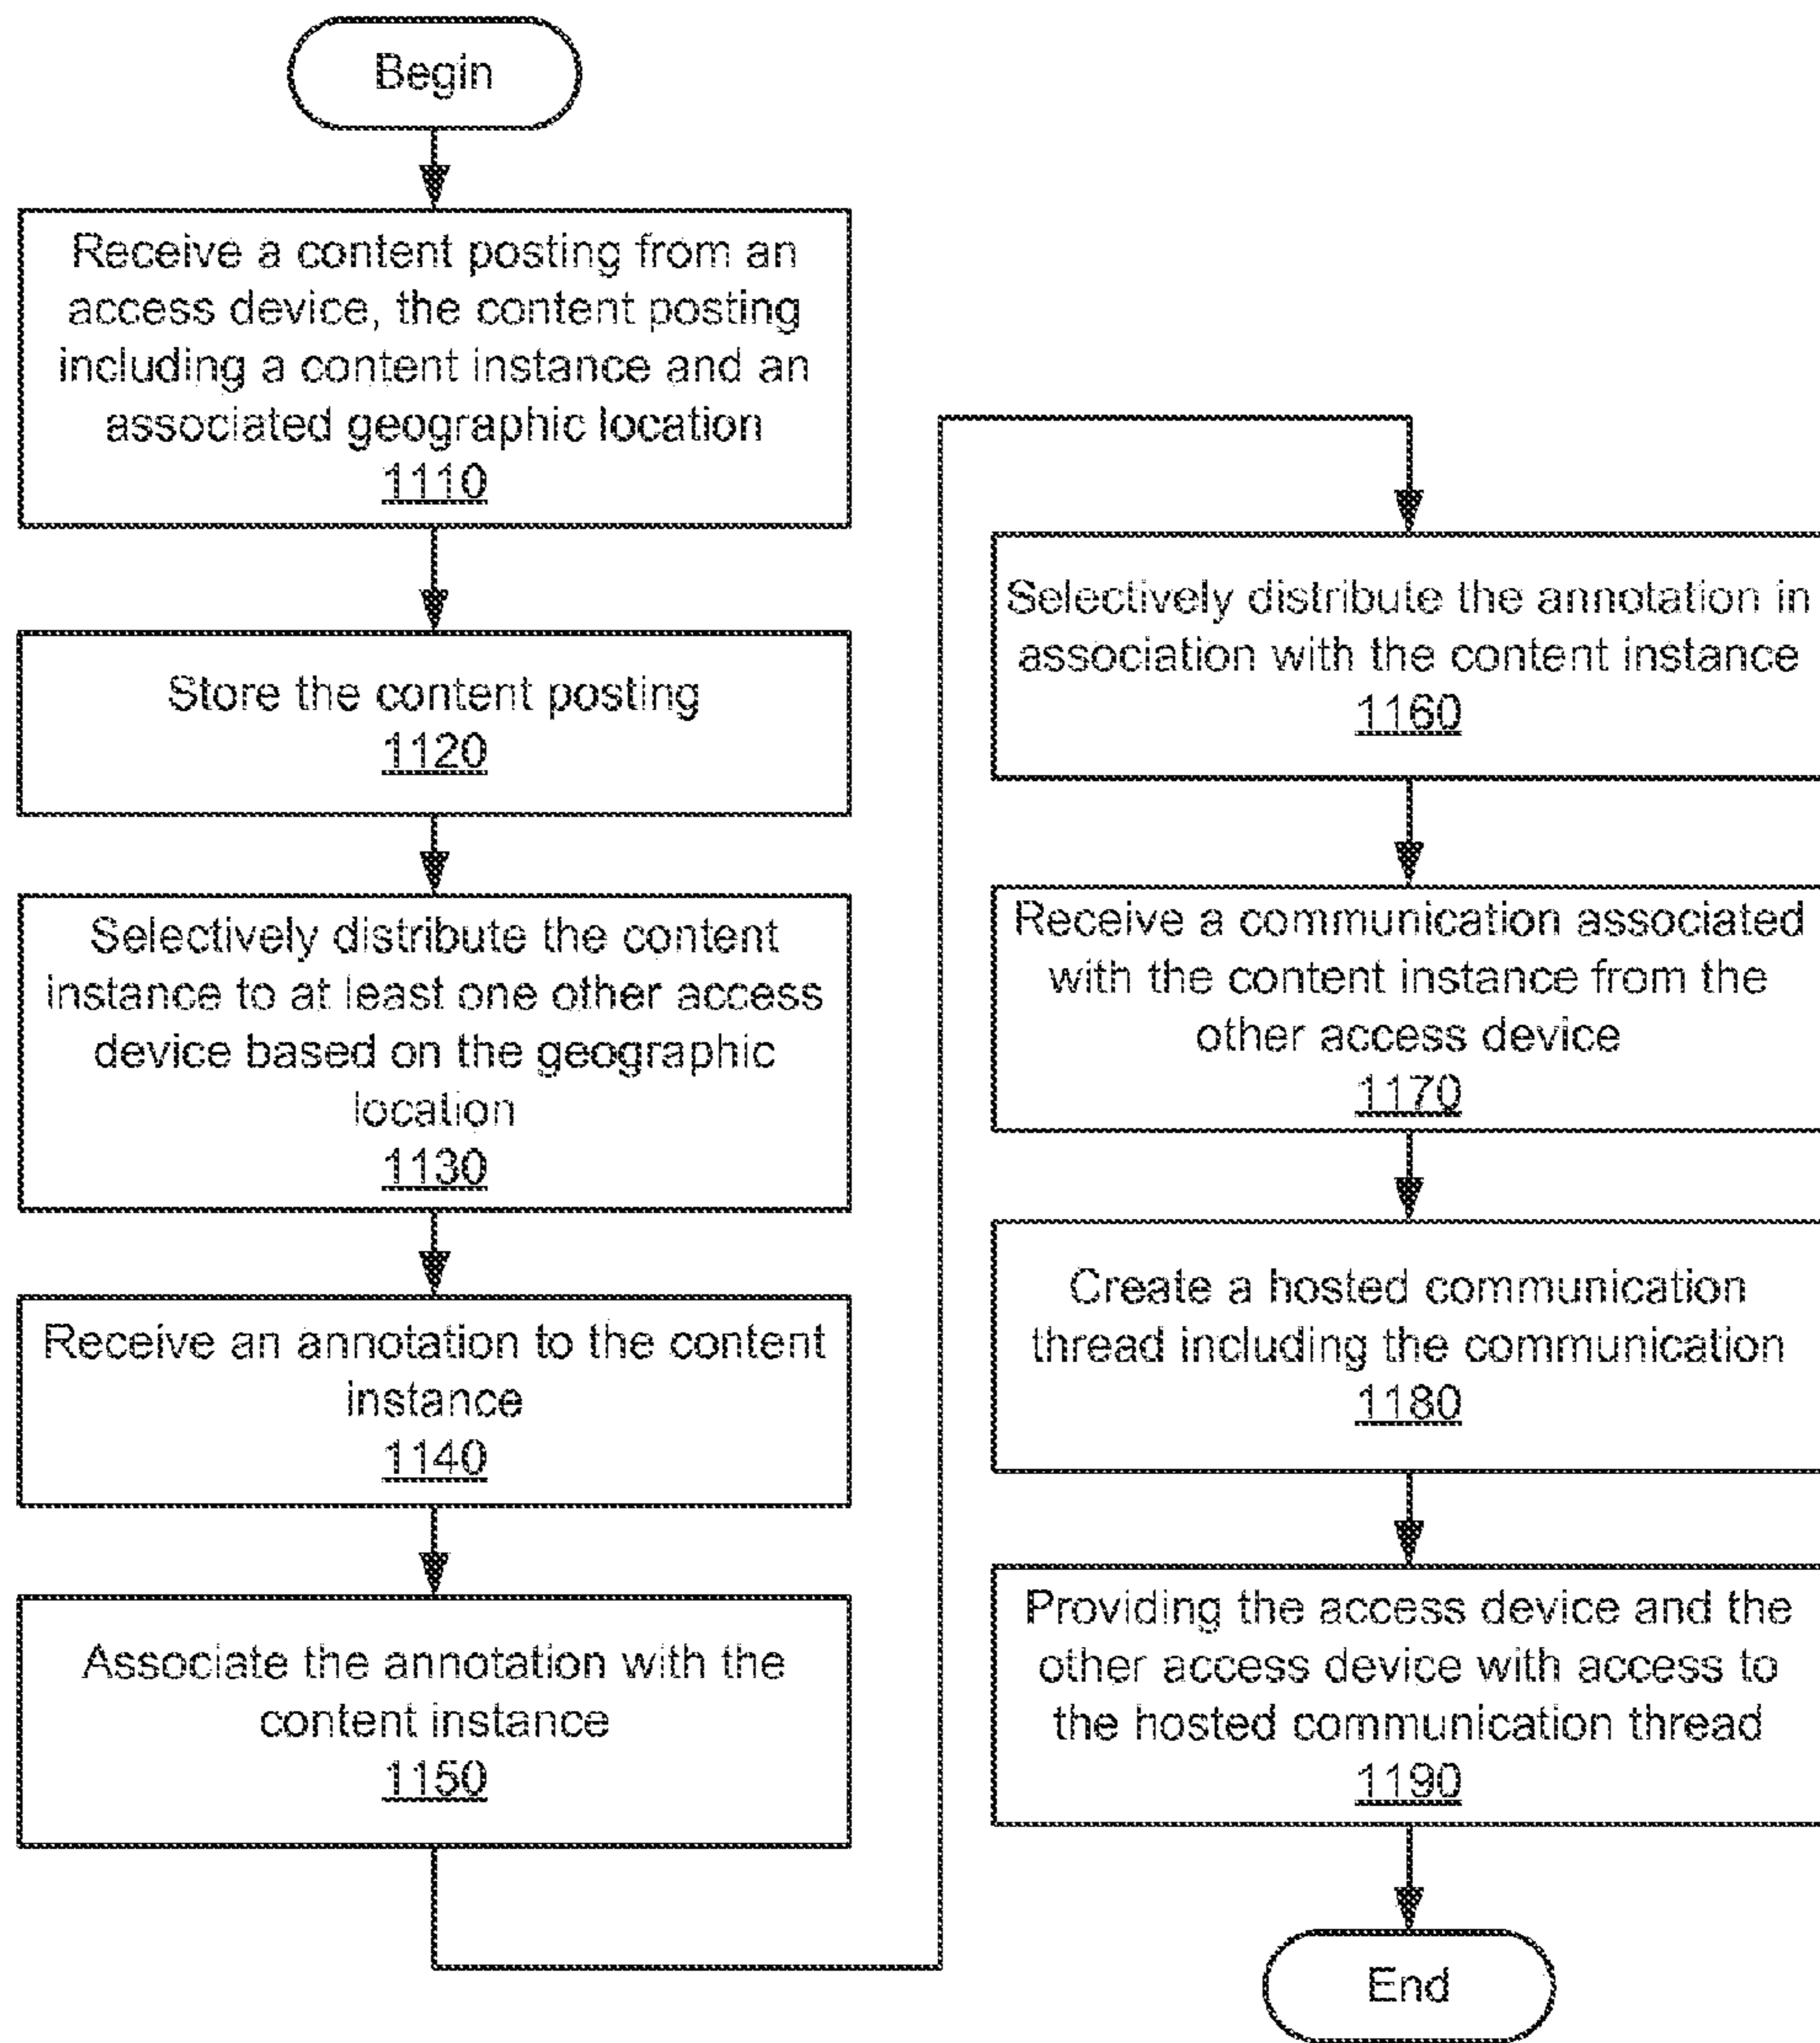 Begin
Receive a content posting from an
access device, the content posting
including a content instance and an
associated geographic location
1110
Store the content posting
1120
Selectively distribute the content
instance to at least one other access
device based on the geographic
location
1130
Receive an annotation to the content
instance
1140
Associate the annotation with the
content instance
1150
Selectively distribute the annotation in
association with the content instance
1160
Receive a communication associated
with the content instance from the
other access device
1170
Create a hosted communication
thread including the communication
1180
Providing the access device and the
other access device with access to
the hosted communication thread
1190
End